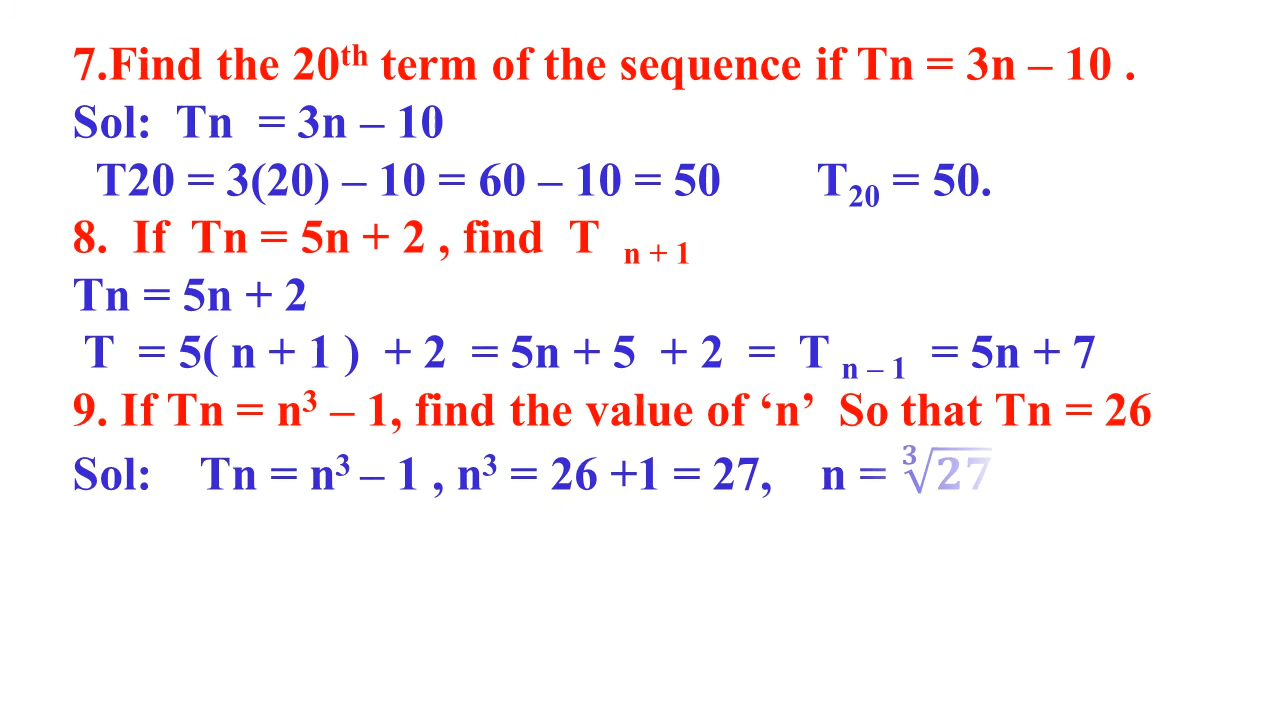 7.Find the 20th term of the sequence if Tn = 3n – 10 .
Sol: Tn = 3n – 10
T20 = 3(20) – 10 = 60 – 10 = 50 T20 = 50.
8. If Tn = 5n + 2 , find T n + 1
Tn = 5n + 2
T = 5( n + 1 ) + 2 = 5n + 5 + 2 = T n – 1 = 5n + 7
9. If Tn = n³ – 1, find the value of ‘n’ So that Tn = 26
Sol: Tn = n³ – 1 , n³ = 26 +1 = 27, n = ∛27